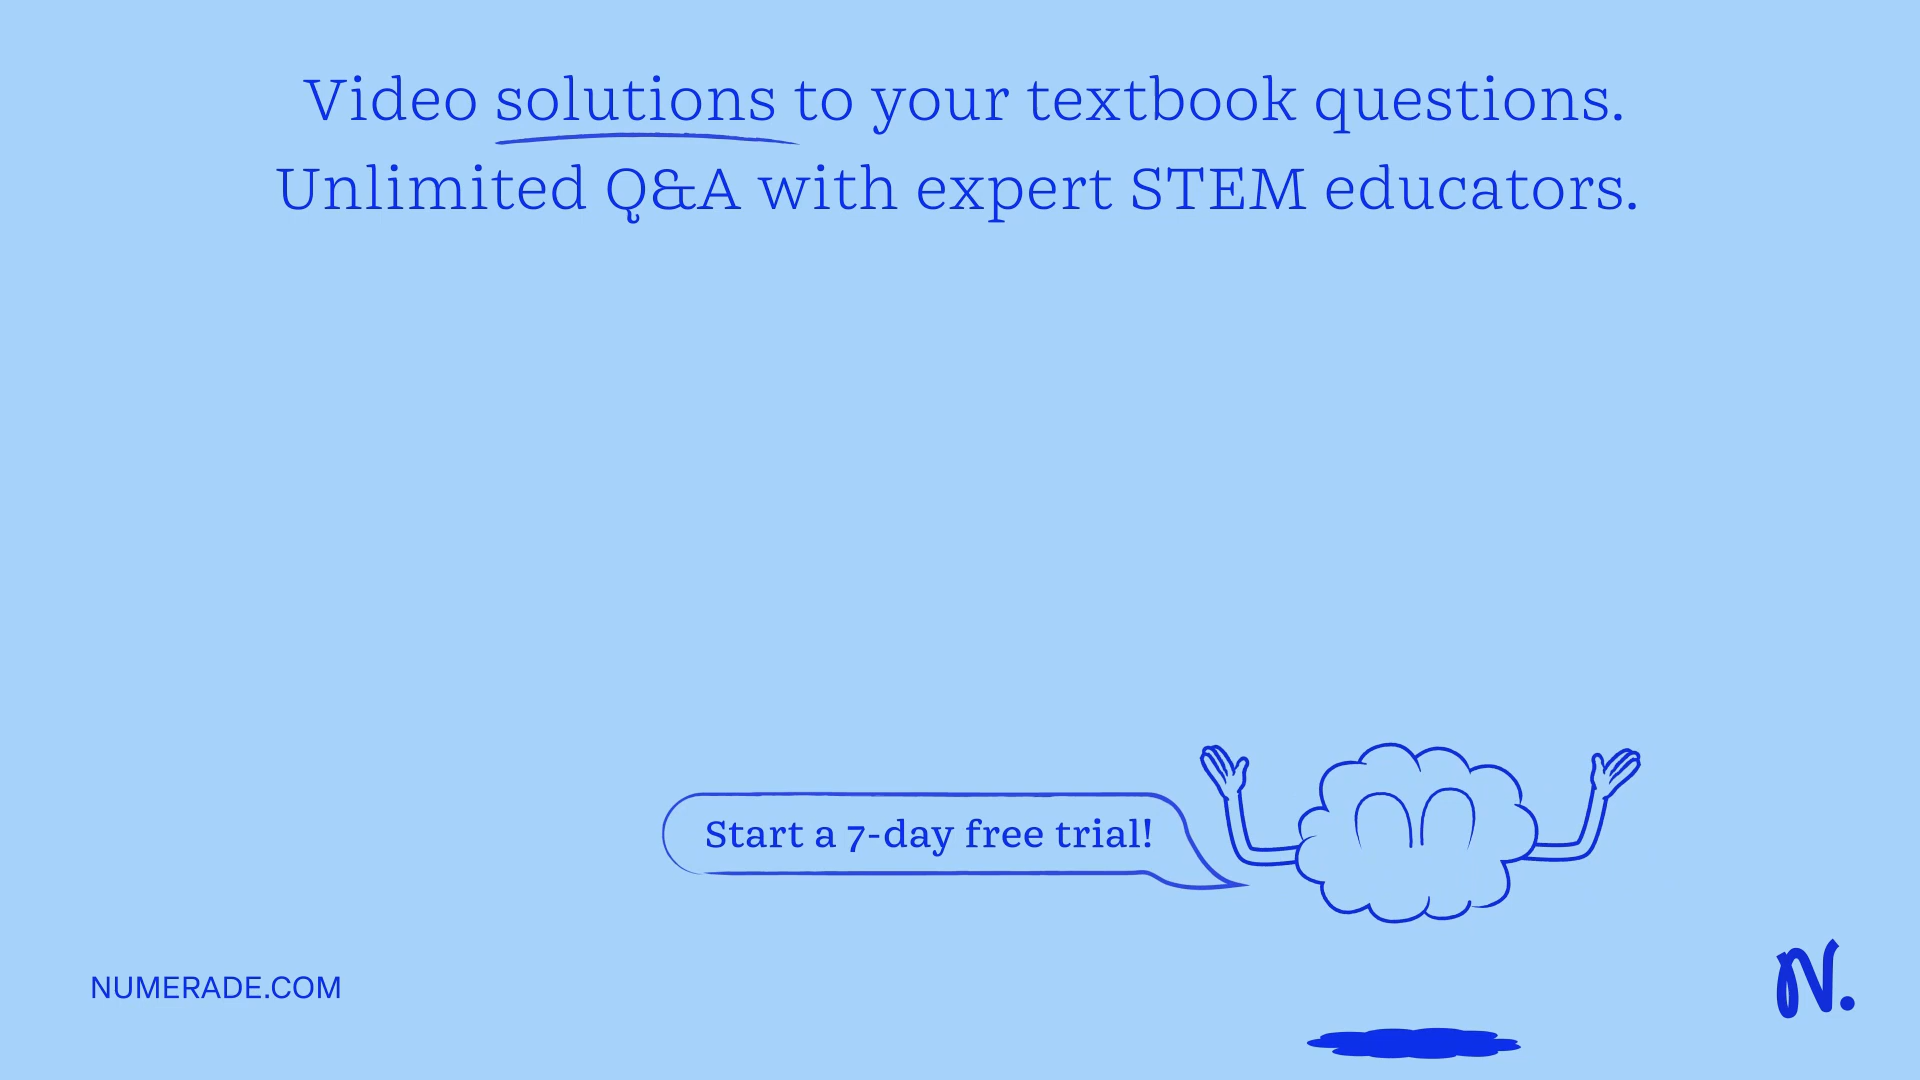 Video solutions to your textbook questions.
Unlimited Q&A with expert STEM educators.
Start a 7-day free trial!
NUMERADE.COM
N.